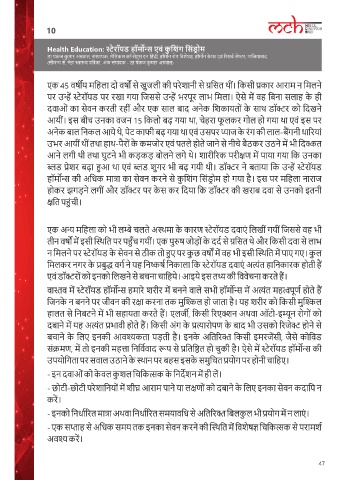 10
mch
Health Education: स्टेरॉयड हॉर्मोन्स एवं कुशिंग सिंड्रोम
डा पंकज कुमार अग्रवाल,
एक 45 वर्षीय महिला दो वर्षों से खुजली की परेशानी से ग्रसित थीं। किसी प्रकार आराम न मिलने
पर उन्हें स्टेरॉयड पर रखा गया जिससे उन्हें भरपूर लाभ मिला। ऐसे में वह बिना सलाह के ही
दवाओं का सेवन करती रहीं और एक साल बाद अनेक शिकायतों के साथ डॉक्टर को दिखने
आयीं। इस बीच उनका वजन 15 किलो बढ़ गया था, चेहरा फूलकर गोल हो गया था एवं इस पर
अनेक बाल निकल आये थे, पेट काफी बढ़ गया था एवं उसपर प्याज के रंग की लाल-बैंगनी धारियां
उभर आयीं थीं तथा हाथ-पैरों के कमजोर एवं पतले होते जाने से नीचे बैठकर उठने में भी दिक्कत
आने लगी थी तथा घुटने भी कड़कड़ बोलने लगे थे। शारीरिक परीक्षण में पाया गया कि उनका
ब्लड प्रेशर बढ़ा हुआ था एवं ब्लड शुगर भी बढ़ गयी थी। डॉक्टर ने बताया कि उन्हें स्टेरॉयड
हॉर्मोन्स की अधिक मात्रा का सेवन करने से कुशिंग सिंड्रोम हो गया है। इस पर महिला नाराज
होकर झगड़ने लगीं और डॉक्टर पर केस कर दिया कि डॉक्टर की खराब दवा से उनको इतनी
क्षति पहुंची।
एक अन्य महिला को भी लम्बे चलते अस्थमा के कारण स्टेरॉयड दवाएं लिखीं गयीं जिससे वह भी
तीन वर्षों में इसी स्थिति पर पहुँच गयीं। एक पुरुष जोड़ों के दर्द से ग्रसित थे और किसी दवा से लाभ
न मिलने पर स्टेरॉयड के सेवन से ठीक तो हुए पर कुछ वर्षों में वह भी इसी स्थिति में पाए गए। कुल
मिलकर नगर के प्रबुद्ध वर्ग ने यह निष्कर्ष निकाला कि स्टेरॉयड दवाएं अत्यंत हानिकारक होती हैं
एवं डॉक्टरों को इनको लिखने से बचना चाहिये। आइये इस तथ्य की विवेचना करते हैं।
वास्तव में स्टेरॉयड हॉर्मोन्स हमारे शरीर में बनने वाले सभी हॉर्मोन्स में अत्यंत महत्वपूर्ण होते हैं
जिनके न बनने पर जीवन की रक्षा करना तक मुश्किल हो जाता है। यह शरीर को किसी मुश्किल
हालत से निबटने में भी सहायता करते हैं। एलर्जी, किसी रिएक्शन अथवा ऑटो-इम्यून रोगों को
दबाने में यह अत्यंत प्रभावी होते हैं। किसी अंग के प्रत्यारोपण के बाद भी उसको रिजेक्ट होने से
बचाने के लिए इनकी आवश्यकता पड़ती है। इनके अतिरिक्त किसी इमरजेंसी, जैसे कोविड
संक्रमण, में तो इनकी महत्ता निर्विवाद रूप से प्रतिष्ठित हो चुकी है। ऐसे में स्टेरॉयड हॉर्मोन्स की
उपयोगिता पर सवाल उठाने के स्थान पर बहस इसके समुचित प्रयोग पर होनी चाहिए।
- इन दवाओं को केवल कुशल चिकित्सक के निर्देशन में ही लें।
- छोटी-छोटी परेशानियों में शीघ्र आराम पाने या लक्षणों को दबाने के लिए इनका सेवन कदापि न
करें।
- इनको निर्धारित मात्रा अथवा निर्धारित समयावधि से अतिरिक्त बिलकुल भी प्रयोग में न लाएं।
- एक सप्ताह से अधिक समय तक इनका सेवन करने की स्थिति में विशेषज्ञ चिकित्सक से परामर्श
अवश्य करें।
47